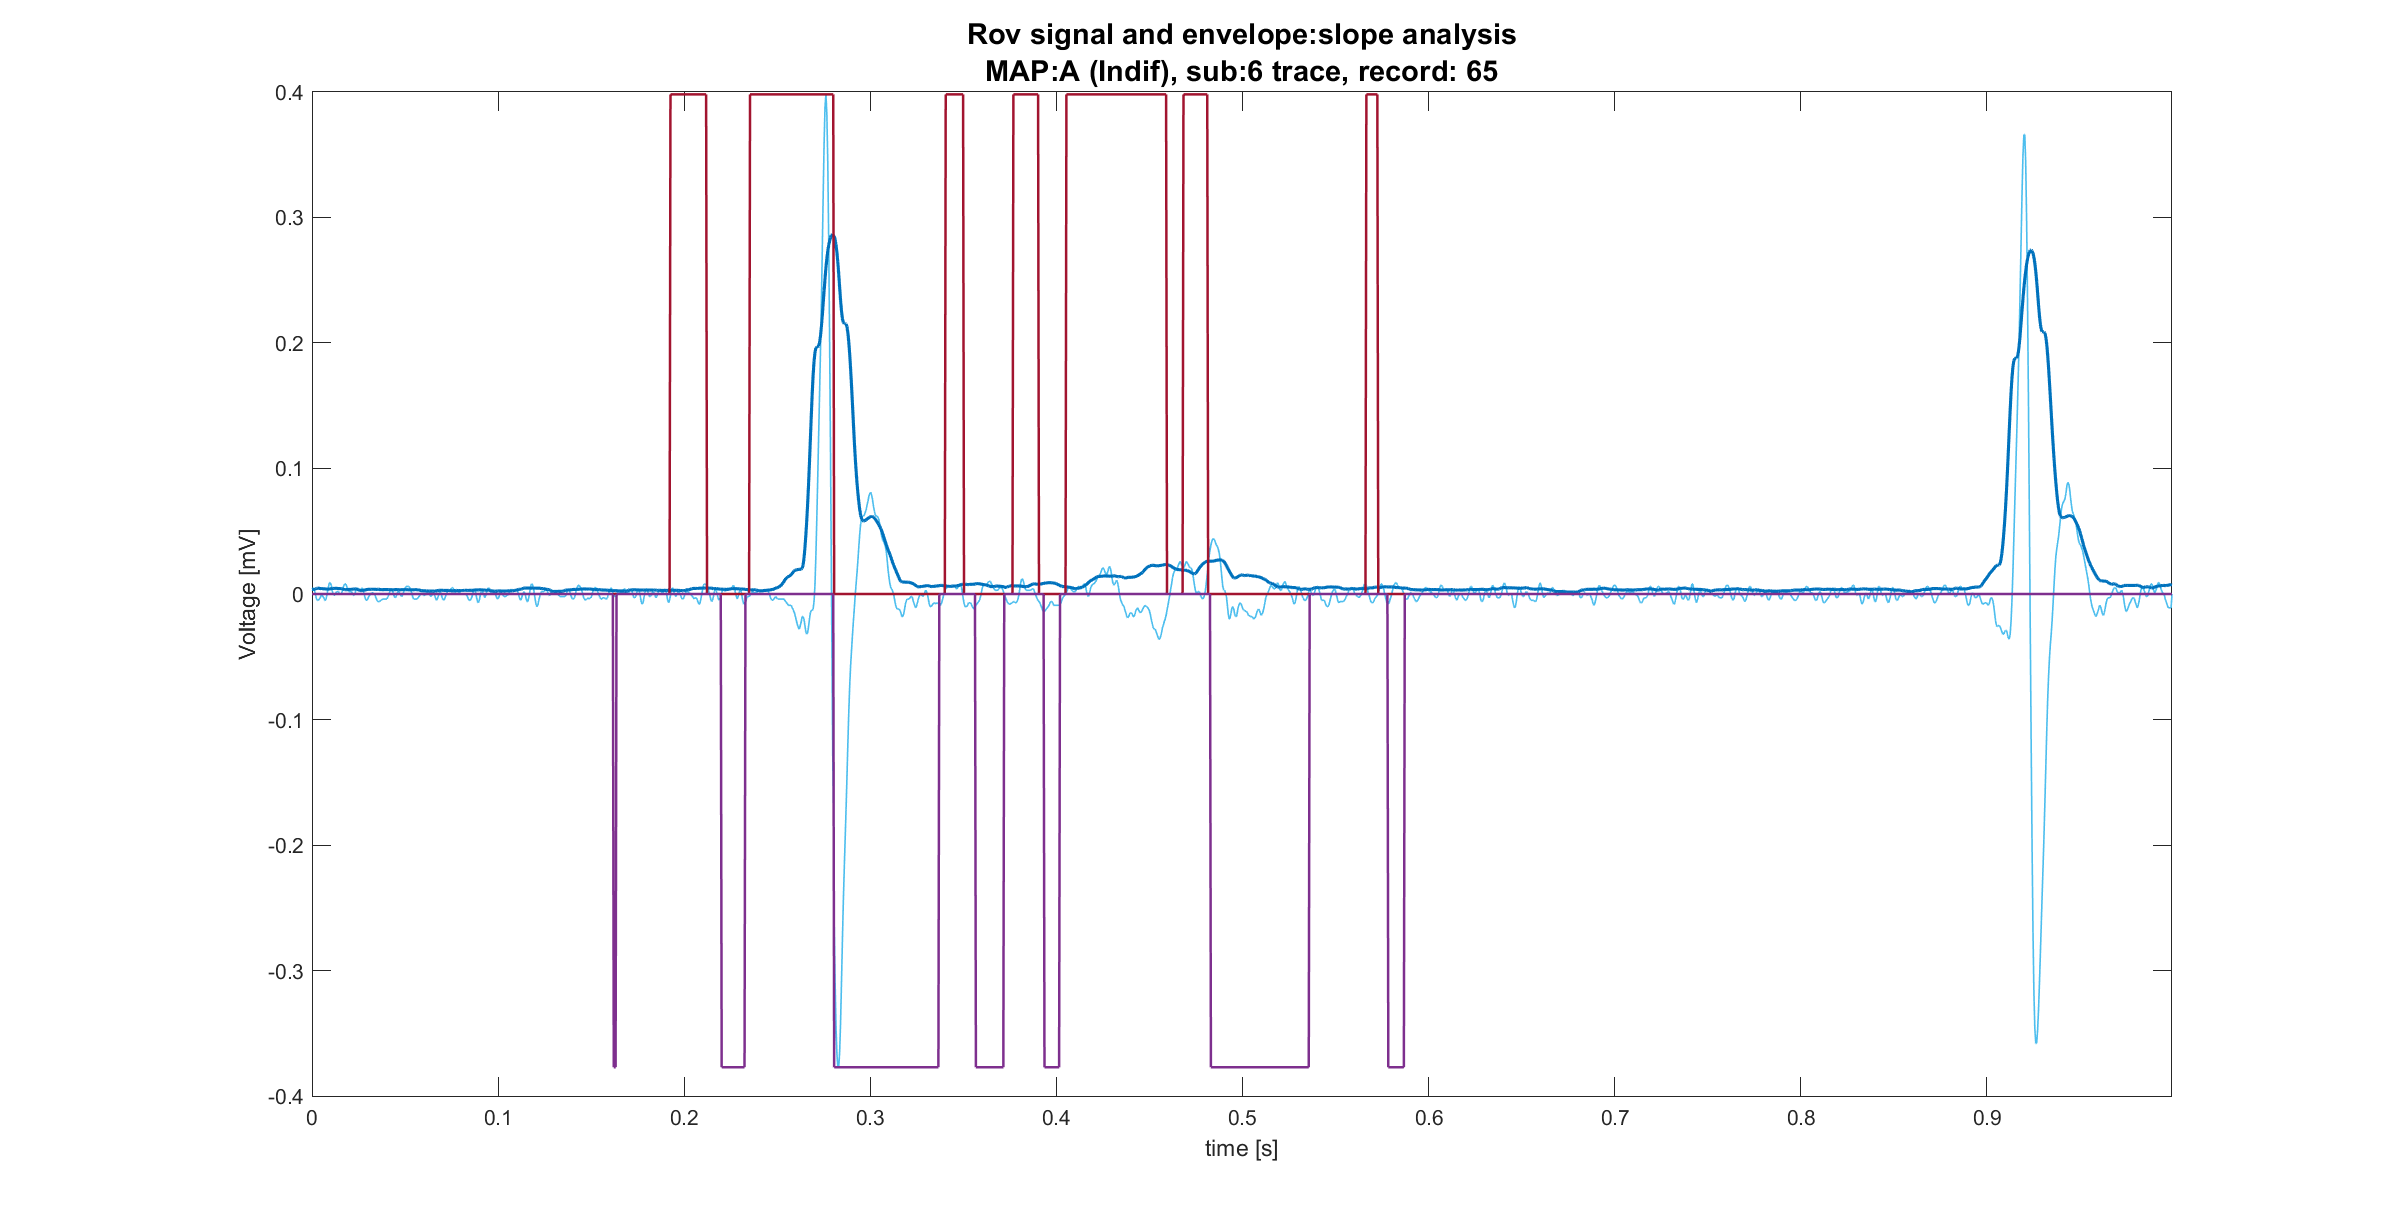 Rov signal and envelope:slope analysis
MAP:A (Indif), sub:6 trace, record: 65
0.4
0.3
0.2
0.1
0
-0.1
-0.2
-0.3
-0.4
Voltage [mV]
0 0.1 0.2 0.3 0.4 0.5 0.6 0.7 0.8 0.9
time [s]